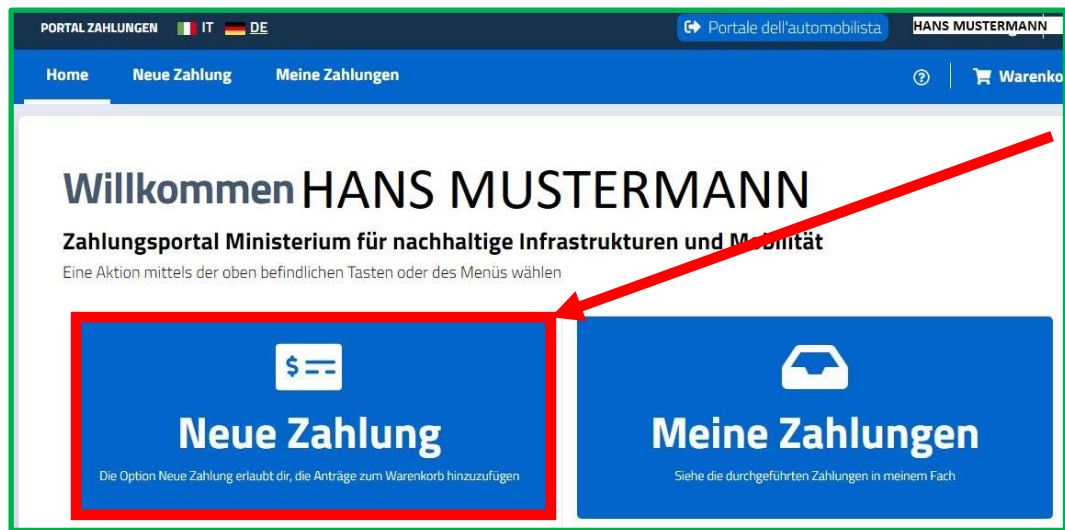 PORTAL ZAHLUNGEN IT DE Portale dell'automobilista HANS MUSTERMANN
Home Neue Zahlung Meine Zahlungen Warenko
Willkommen HANS MUSTERMANN
Zahlungsportal Ministerium für nachhaltige Infrastrukturen und Mobilität
Eine Aktion mittels der oben befindlichen Tasten oder des Menüs wählen
$
Neue Zahlung
Die Option Neue Zahlung erlaubt dir, die Anträge zum Warenkorb hinzuzufügen
Meine Zahlungen
Siehe die durchgeführten Zahlungen in meinem Fach